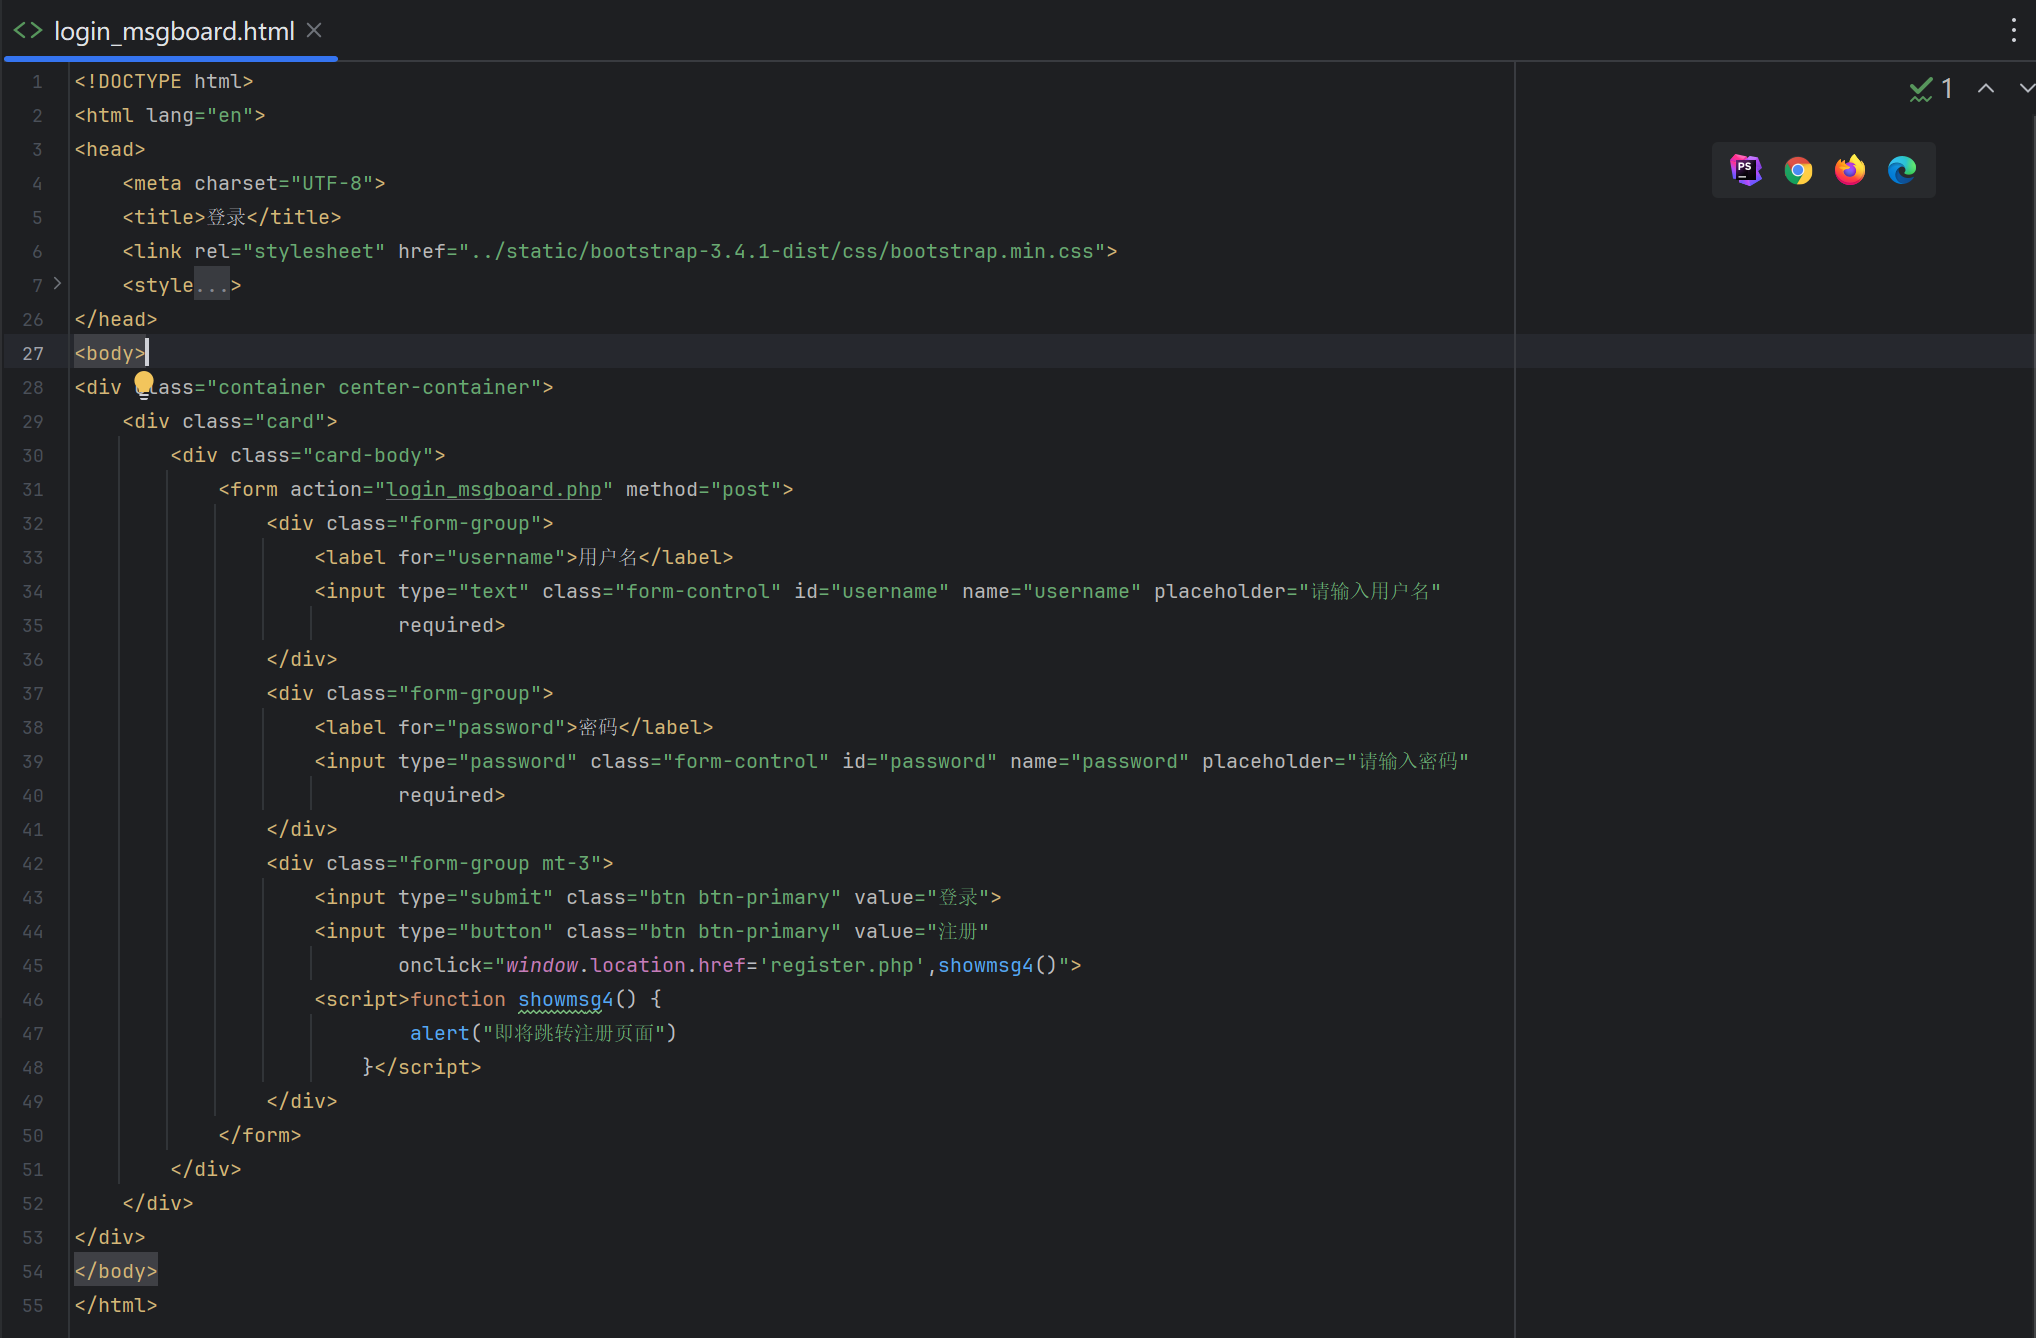 login_msgboard.html
1 <!DOCTYPE html>
1
2 <html lang="en">
3 <head>
4 <meta charset="UTF-8">
PS
5 <title>登录</title>
6 <link rel="stylesheet" href="../static/bootstrap-3.4.1-dist/css/bootstrap.min.css">
7 <style...>
26 </head>
27 <body>
28 <div class="container center-container">
29 <div class="card">
30 <div class="card-body">
31 <form action="login_msgboard.php" method="post">
32 <div class="form-group">
33 <label for="username">用户名</label>
34 <input type="text" class="form-control" id="username" name="username" placeholder="请输入用户名"
35 required>
36 </div>
37 <div class="form-group">
38 <label for="password">密码</label>
39 <input type="password" class="form-control" id="password" name="password" placeholder="请输入密码"
40 required>
41 </div>
42 <div class="form-group mt-3">
43 <input type="submit" class="btn btn-primary" value="登录">
44 <input type="button" class="btn btn-primary" value="注册"
45 onclick="window.location.href='register.php',showmsg4()">
46 <script>function showmsg4() {
47 alert("即将跳转注册页面")
48 }</script>
49 </div>
50 </form>
51 </div>
52 </div>
53 </div>
54 </body>
55 </html>